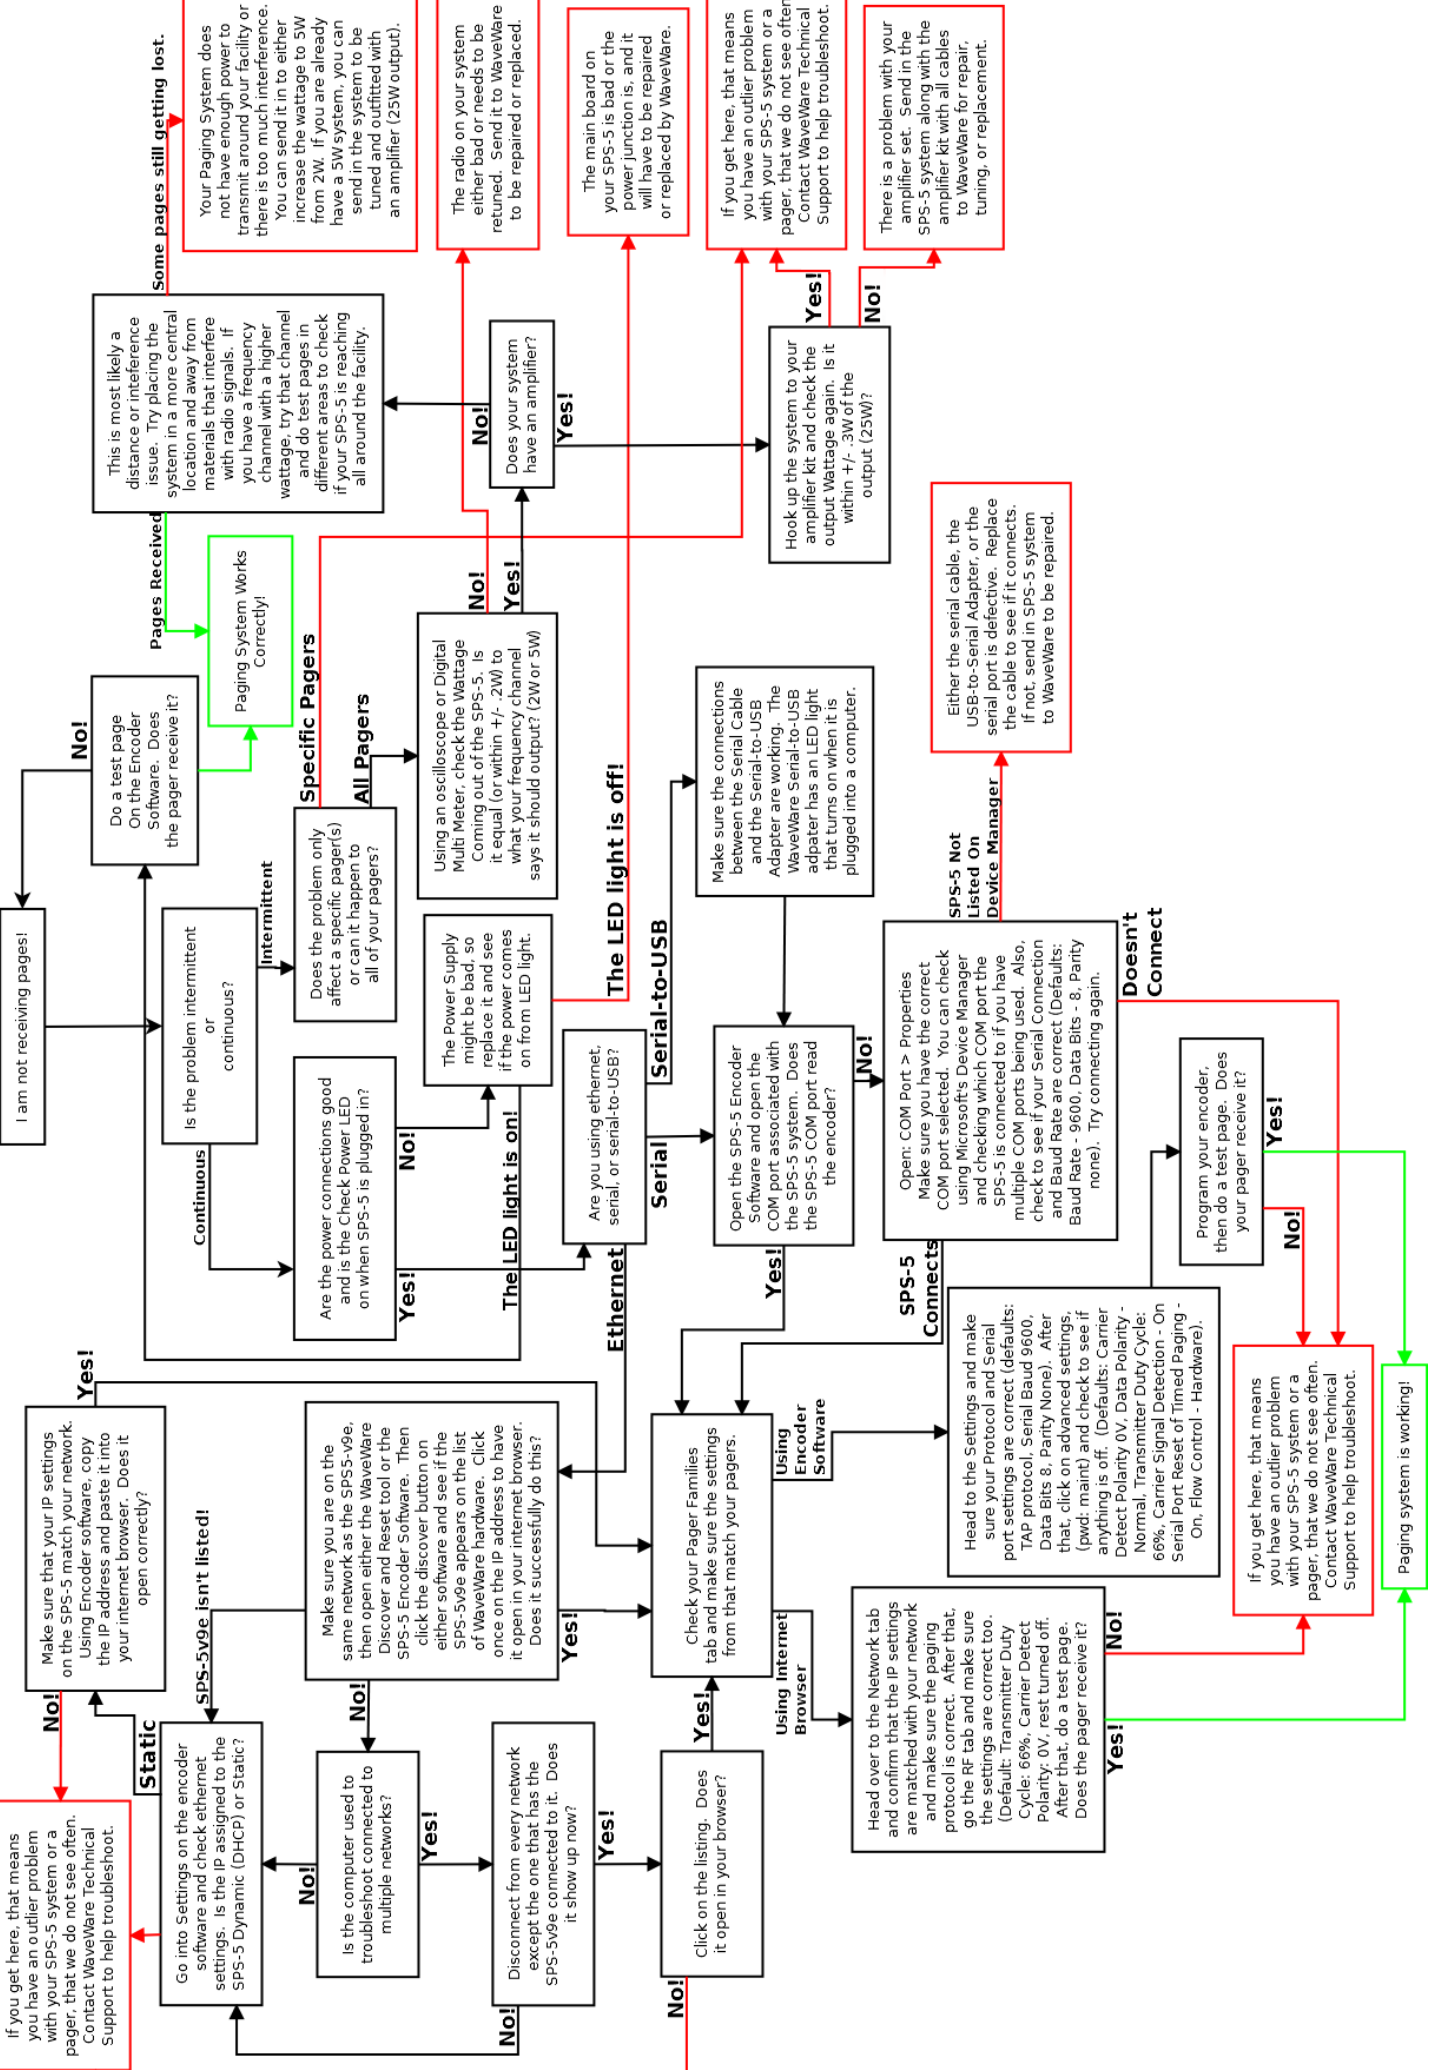 I am not receiving pages!
Is the problem intermittent
or
continuous?
Continuous
Intermittent
Do a test page
On the Encoder
Software. Does
the pager receive it?
No!
Paging System Works
Correctly!
Pages Received
This is most likely a
distance or inteference
issue. Try placing the
system in a more central
location and away from
materials that interfere
with radio signals. If
you have a frequency
channel with a higher
wattage, try that channel
and do test pages in
different areas to check
if your SPS-5 is reaching
all around the facility.
Some pages still getting lost.
Your Paging System does
not have enough power to
transmit around your facility or
there is too much interference.
You can send it in to either
increase the wattage to 5W
from 2W. If you are already
have a 5W system, you can
send in the system to be
tuned and outfitted with
an amplifier (25W output).
Does the problem only
affect a specific pager(s)
or can it happen to
all of your pagers?
Specific Pagers
All Pagers
Using an oscilloscope or Digital
Multi Meter, check the Wattage
Coming out of the SPS-5. Is
it equal (or within +/- .2W) to
what your frequency channel
says it should output? (2W or 5W)
No!
Yes!
Does your system
have an amplifier?
No!
Yes!
The radio on your system
either bad or needs to be
retuned. Send it to WaveWare
to be repaired or replaced.
The main board on
your SPS-5 is bad or the
power junction is, and it
will have to be repaired
or replaced by WaveWare.
If you get here, that means
you have an outlier problem
with your SPS-5 system or a
pager, that we do not see often
Contact WaveWare Technical
Support to help troubleshoot.
Hook up the system to your
amplifier kit and check the
output Wattage again. Is it
within +/- .3W of the
output (25W)?
Yes!
No!
There is a problem with your
amplifier set. Send in the
SPS-5 system along with the
amplifier kit with all cables
to WaveWare for repair,
tuning, or replacement.
Are the power connections good
and is the Check Power LED
on when SPS-5 is plugged in?
Yes!
No!
The Power Supply
might be bad, so
replace it and see
if the power comes
on from LED light.
The LED light is on!
The LED light is off!
Are you using ethernet,
serial, or serial-to-USB?
Ethernet
Serial
Serial-to-USB
Make sure the connections
between the Serial Cable
and the Serial-to-USB
Adapter are working. The
WaveWare Serial-to-USB
adpater has an LED light
that turns on when it is
plugged into a computer.
Open the SPS-5 Encoder
Software and open the
COM port associated with
the SPS-5 system. Does
the SPS-5 COM port read
the encoder?
Yes!
No!
Open: COM Port > Properties
Make sure you have the correct
COM port selected. You can check
using Microsoft's Device Manager
and checking which COM port the
SPS-5 is connected to if you have
multiple COM ports being used. Also,
check to see if your Serial Connection
and Baud Rate are correct (Defaults:
Baud Rate - 9600, Data Bits - 8, Parity
none). Try connecting again.
SPS-5 Not
Listed On
Device Manager
Either the serial cable, the
USB-to-Serial Adapter, or the
serial port is defective. Replace
the cable to see if it connects.
If not, send in SPS-5 system
to WaveWare to be repaired.
Doesn't
Connect
SPS-5
Connects
Make sure you are on the
same network as the SPS5-v9e,
then open either the WaveWare
Discover and Reset tool or the
SPS-5 Encoder Software. Then
click the discover button on
either software and see if the
SPS-5v9e appears on the list
of WaveWare hardware. Click
once on the IP address to have
it open in your internet browser.
Does it successfully do this?
SPS-5v9e isn't listed!
No!
Yes!
Make sure that your IP settings
on the SPS-5 match your network.
Using Encoder software, copy
the IP address and paste it into
your internet browser. Does it
open correctly?
Yes!
No!
Static
Go into Settings on the encoder
software and check ethernet
settings. Is the IP assigned to the
SPS-5 Dynamic (DHCP) or Static?
If you get here, that means
you have an outlier problem
with your SPS-5 system or a
pager, that we do not see often.
Contact WaveWare Technical
Support to help troubleshoot.
Is the computer used to
troubleshoot connected to
multiple networks?
No!
Yes!
Disconnect from every network
except the one that has the
SPS-5v9e connected to it. Does
it show up now?
No!
Yes!
Click on the listing. Does
it open in your browser?
Yes!
No!
Check your Pager Families
tab and make sure the settings
from that match your pagers.
Using Internet
Browser
Using
Encoder
Software
Head over to the Network tab
and confirm that the IP settings
are matched with your network
and make sure the paging
protocol is correct. After that,
go the RF tab and make sure
the settings are correct too.
(Default: Transmitter Duty
Cycle: 66%, Carrier Detect
Polarity: 0V, rest turned off.
After that, do a test page.
Does the pager receive it?
Yes!
No!
Head to the Settings and make
sure your Protocol and Serial
port settings are correct (defaults:
TAP protocol, Serial Baud 9600,
Data Bits 8, Parity None). After
that, click on advanced settings,
(pwd: maint) and check to see if
anything is off. (Defaults: Carrier
Detect Polarity 0V, Data Polarity -
Normal, Transmitter Duty Cycle:
66%, Carrier Signal Detection - On
Serial Port Reset of Timed Paging -
On, Flow Control - Hardware).
Program your encoder,
then do a test page. Does
your pager receive it?
No!
Yes!
If you get here, that means
you have an outlier problem
with your SPS-5 system or a
pager, that we do not see often.
Contact WaveWare Technical
Support to help troubleshoot.
Paging system is working!